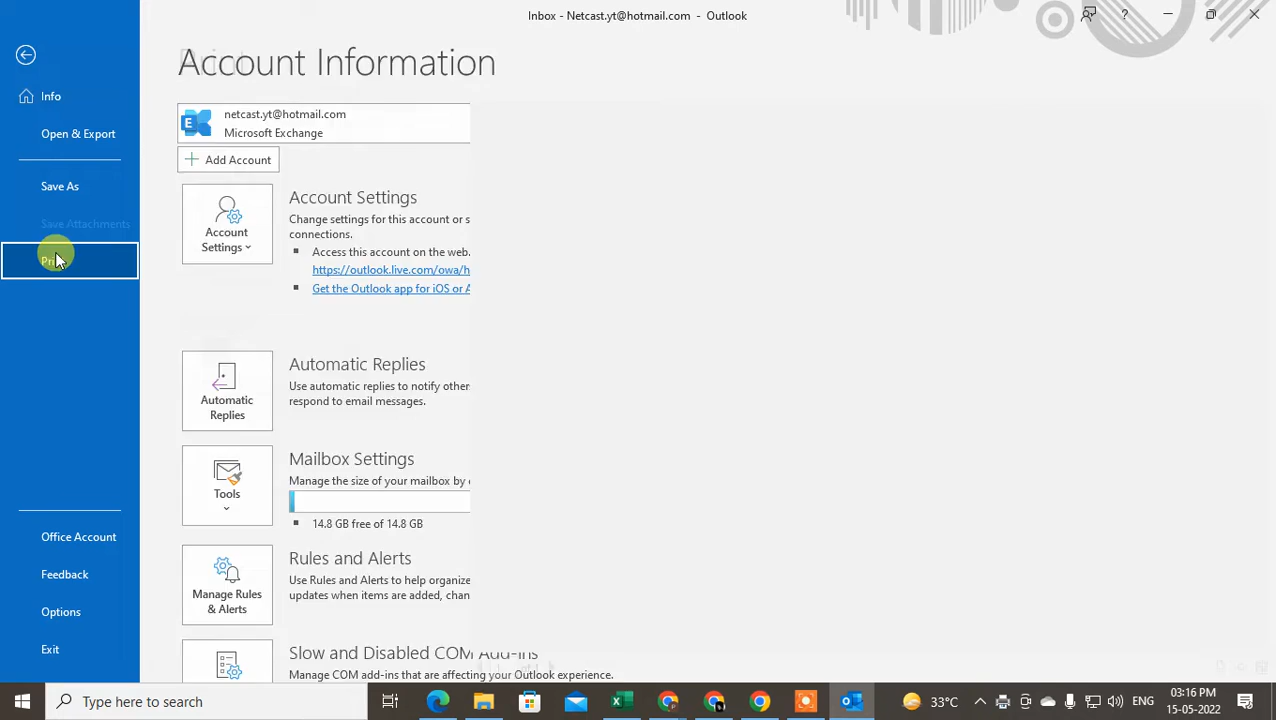 Inbox - Netcast.yt@hotmail.com - Outlook
?
Account Information
Info
Open & Export
Save As
Save Attachments
Office Account
Feedback
Options
Exit
netcast.yt@hotmail.com
Microsoft Exchange
Add Account
Account
Settings
Account Settings
Change settings for this account or s
connections.
Access this account on the web.
https://outlook.live.com/owa/h
Get the Outlook app for iOS or A
Automatic
Replies
Automatic Replies
Use automatic replies to notify others
respond to email messages.
Tools
Mailbox Settings
Manage the size of your mailbox by
14.8 GB free of 14.8 GB
Manage Rules
& Alerts
Rules and Alerts
Use Rules and Alerts to help organize
updates when items are added, chan
Slow and Disabled COM Add-ins
Manage COM add-ins that are affecting your Outlook experience.
Type here to search
33°C
ENG
03:16 PM
15-05-2022